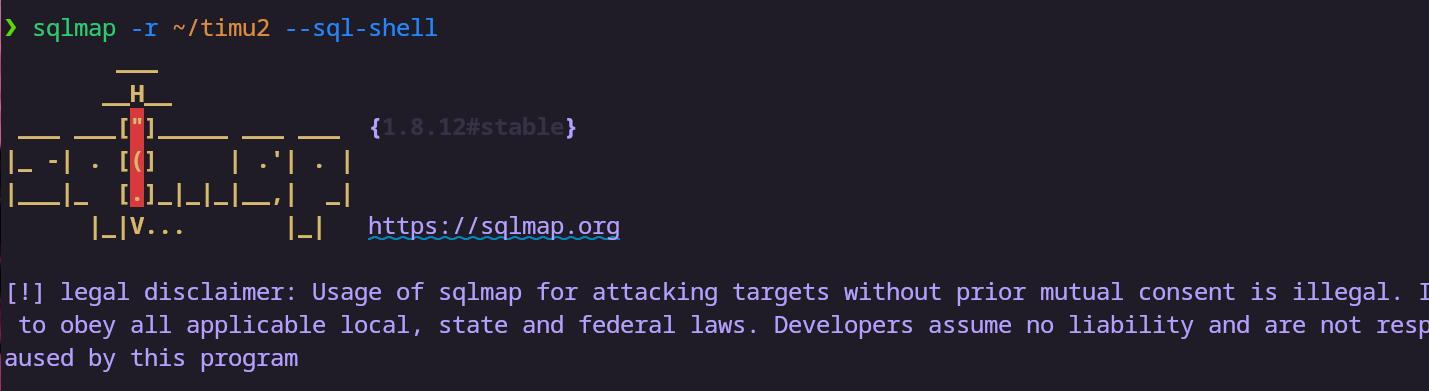 ❯ sqlmap -r ~/timu2 --sql-shell
        ___
       __H__
 ___ ___["]_____ ___ ___  {1.8.12#stable}
|_ -| . [(]     | .'| . |
|___|_  [.]_|_|_|__,|  _|
      |_|V...       |_|   https://sqlmap.org
[!] legal disclaimer: Usage of sqlmap for attacking targets without prior mutual consent is illegal. I
 to obey all applicable local, state and federal laws. Developers assume no liability and are not resp
aused by this program